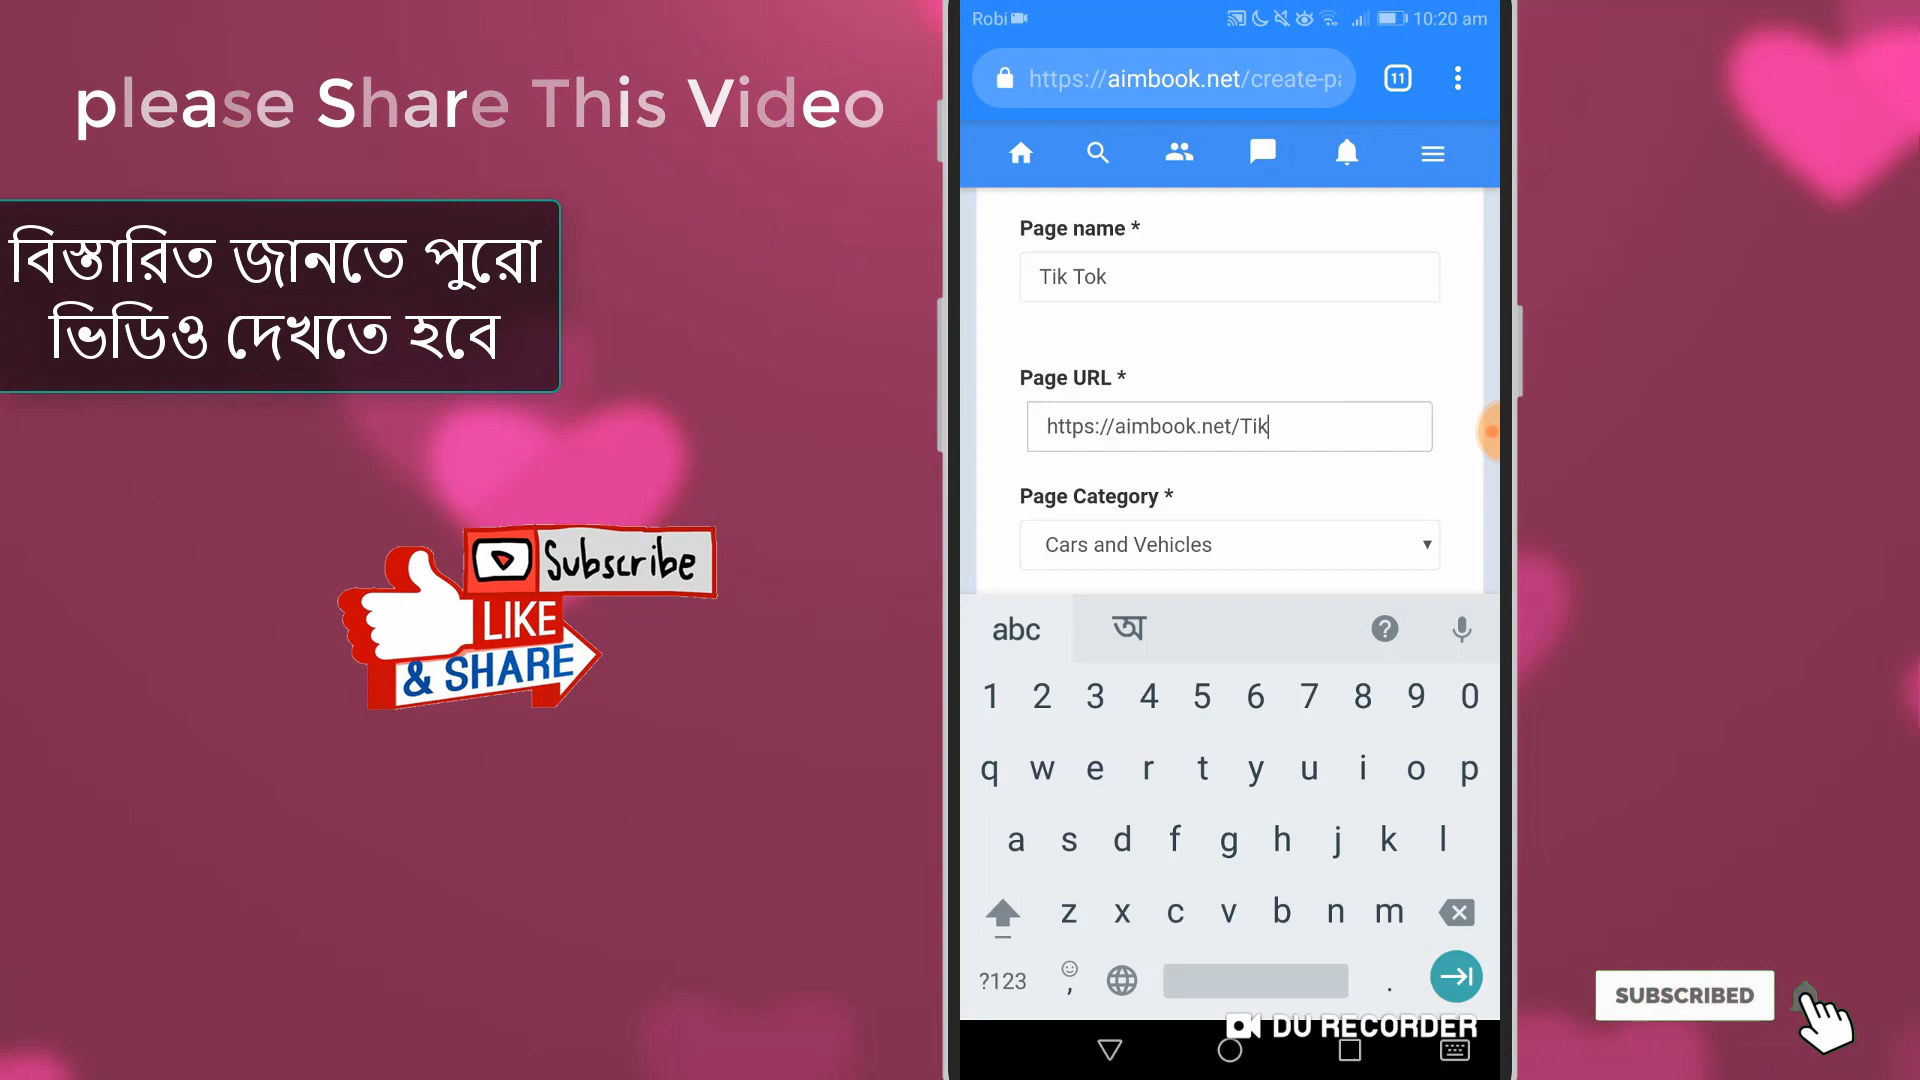 please Share This Video
বিস্তারিত জানতে পুরো
ভিডিও দেখতে হবে
Subscribe
LIKE
& SHARE
Robi
10:20 am
https://aimbook.net/create-pa
11
Page name *
Tik Tok
Page URL *
https://aimbook.net/Tik
Page Category *
Cars and Vehicles
abc
অ
1 2 3 4 5 6 7 8 9 0
q w e r t y u i o p
a s d f g h j k l
z x c v b n m
?123
,
.
DU RECORDER
SUBSCRIBED